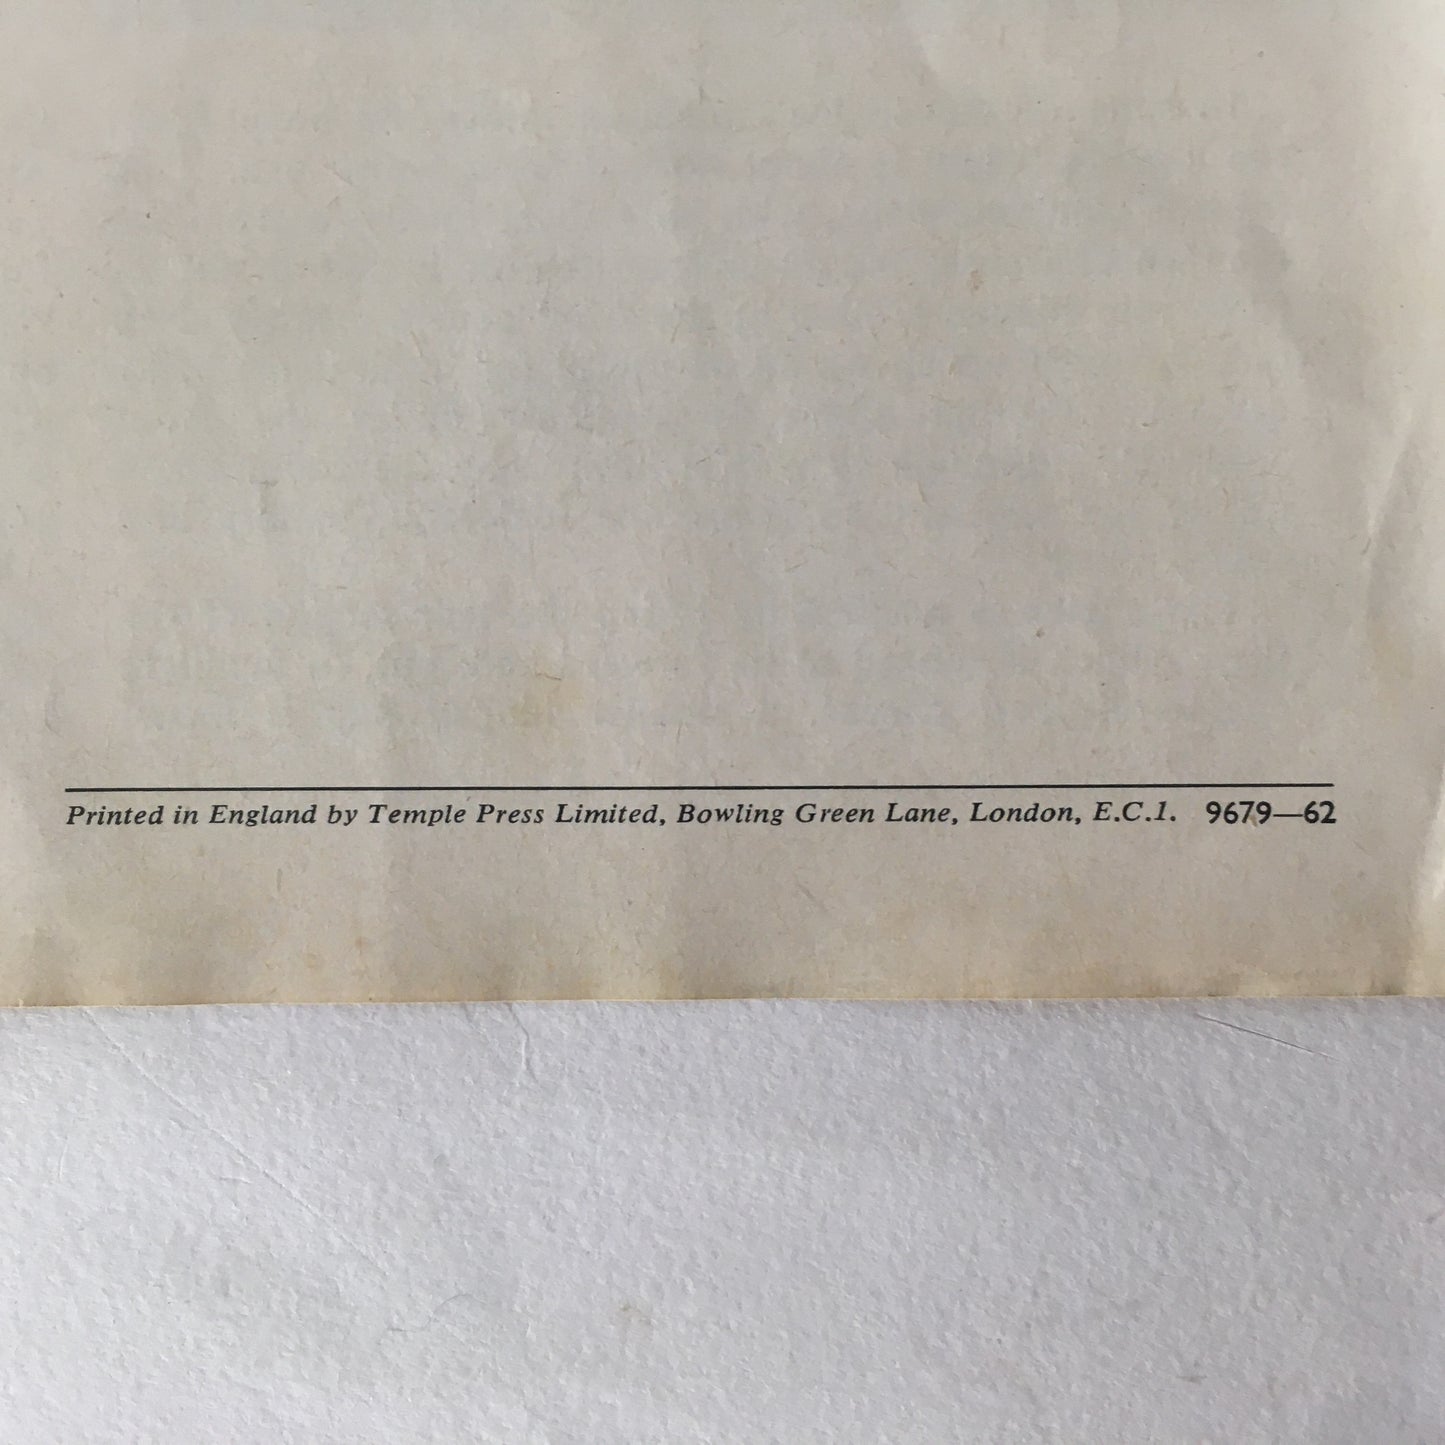 Printed in England by Temple Press Limited, Bowling Green Lane, London, E.C.1. 9679—62